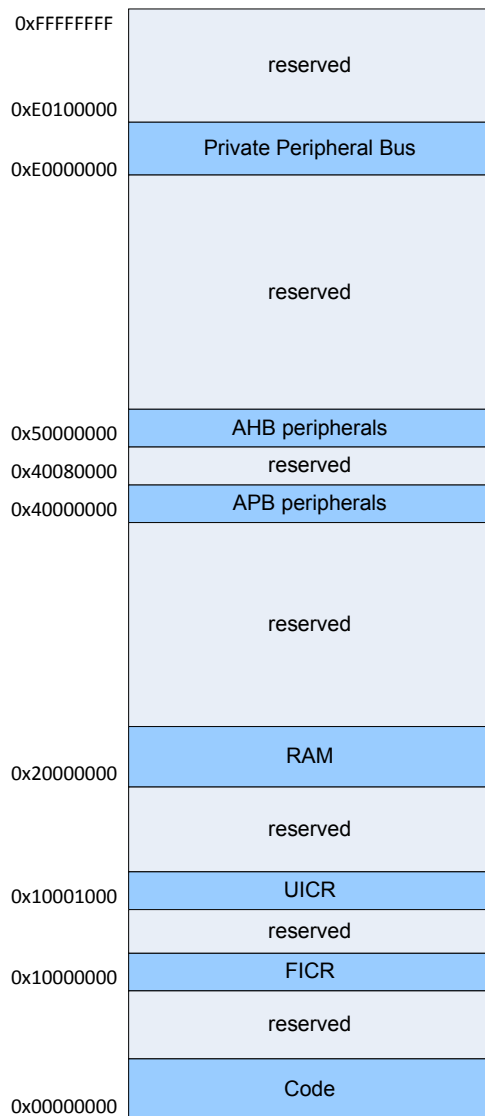 0xFFFFFFFF
reserved
0xE0100000
Private Peripheral Bus
0xE0000000
reserved
AHB peripherals
0x50000000
reserved
0x40080000
APB peripherals
0x40000000
reserved
RAM
0x20000000
reserved
UICR
0x10001000
reserved
FICR
0x10000000
reserved
Code
0x00000000